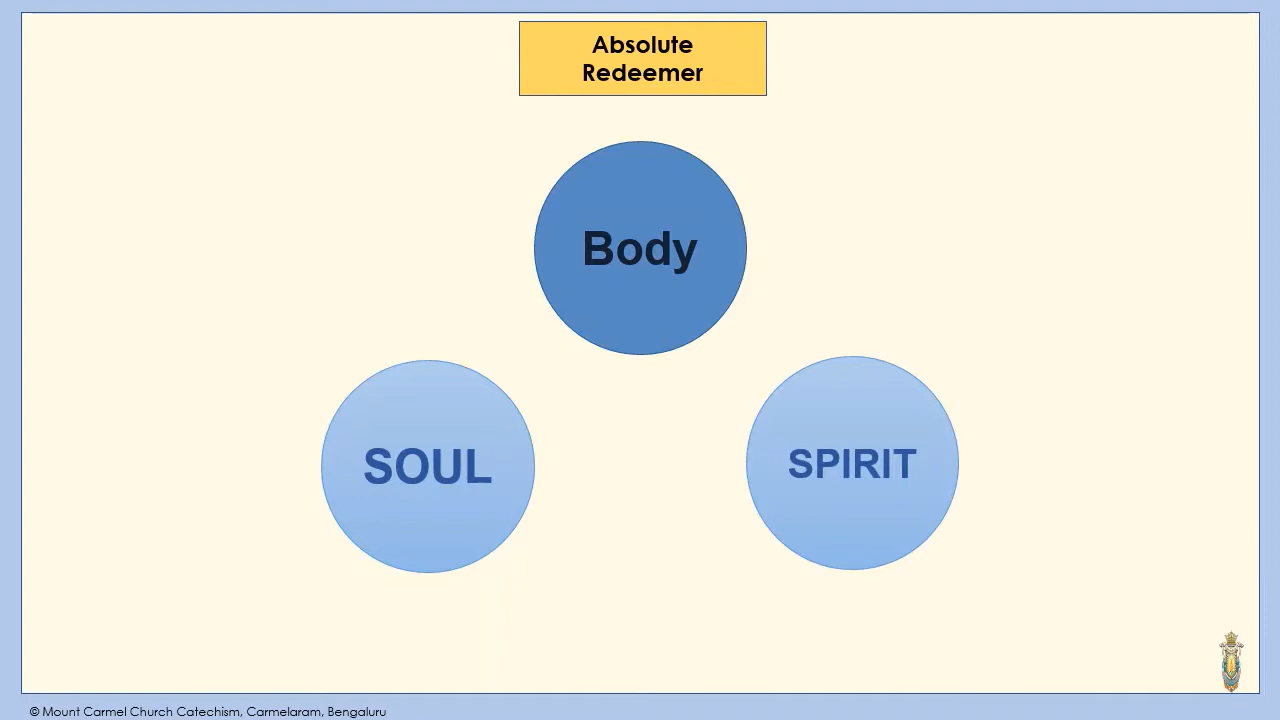 Absolute
Redeemer
Body
SOUL
SPIRIT
© Mount Carmel Church Catechism, Carmelaram, Bengaluru